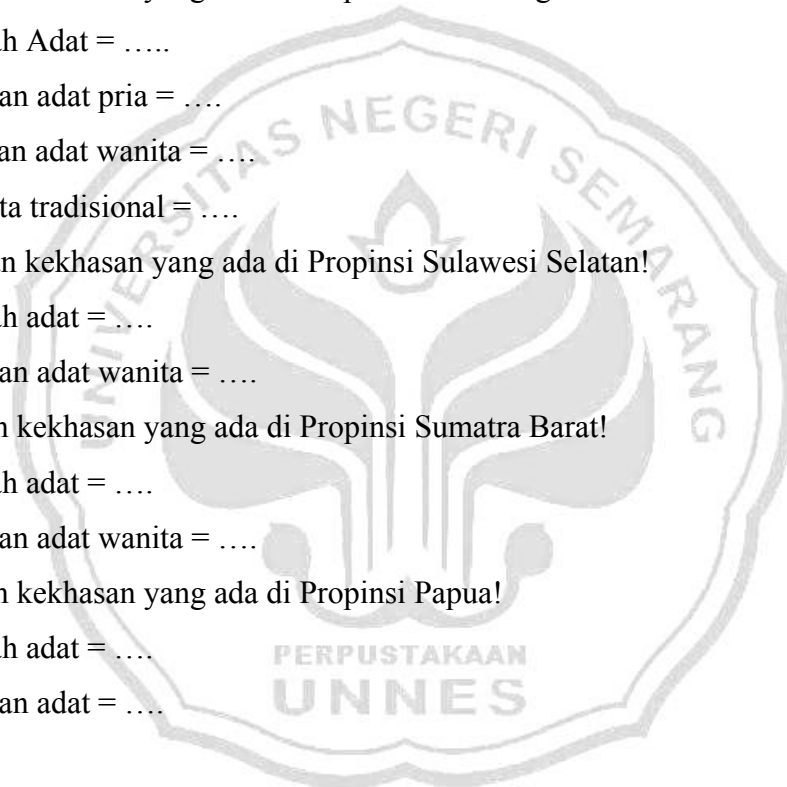 h Adat = …..
an adat pria = ….
an adat wanita = ….
ta tradisional = ….
n kekhasan yang ada di Propinsi Sulawesi Selatan!
h adat = ….
an adat wanita = ….
n kekhasan yang ada di Propinsi Sumatra Barat!
h adat = ….
an adat wanita = ….
n kekhasan yang ada di Propinsi Papua!
h adat = ….
an adat = ….
UNIVERSITAS NEGERI SEMARANG
PERPUSTAKAAN
UNNES